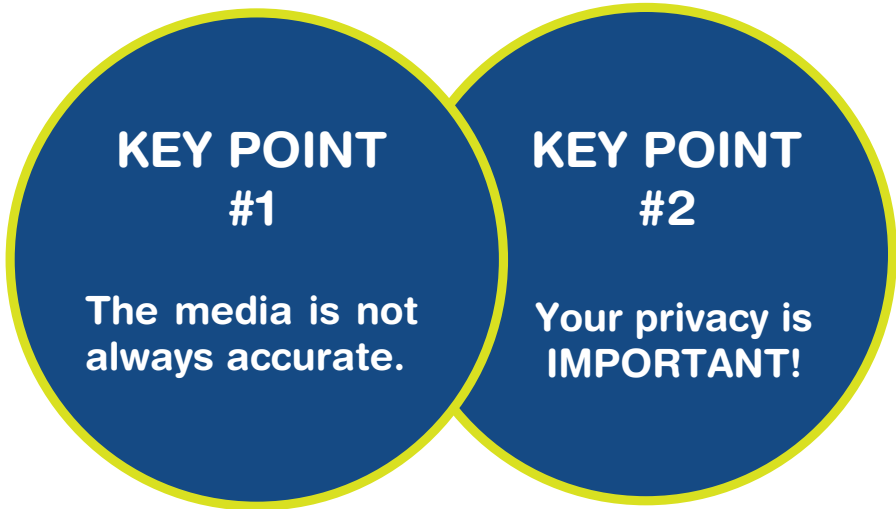 KEY POINT
#1
The media is not
always accurate.
KEY POINT
#2
Your privacy is
IMPORTANT!